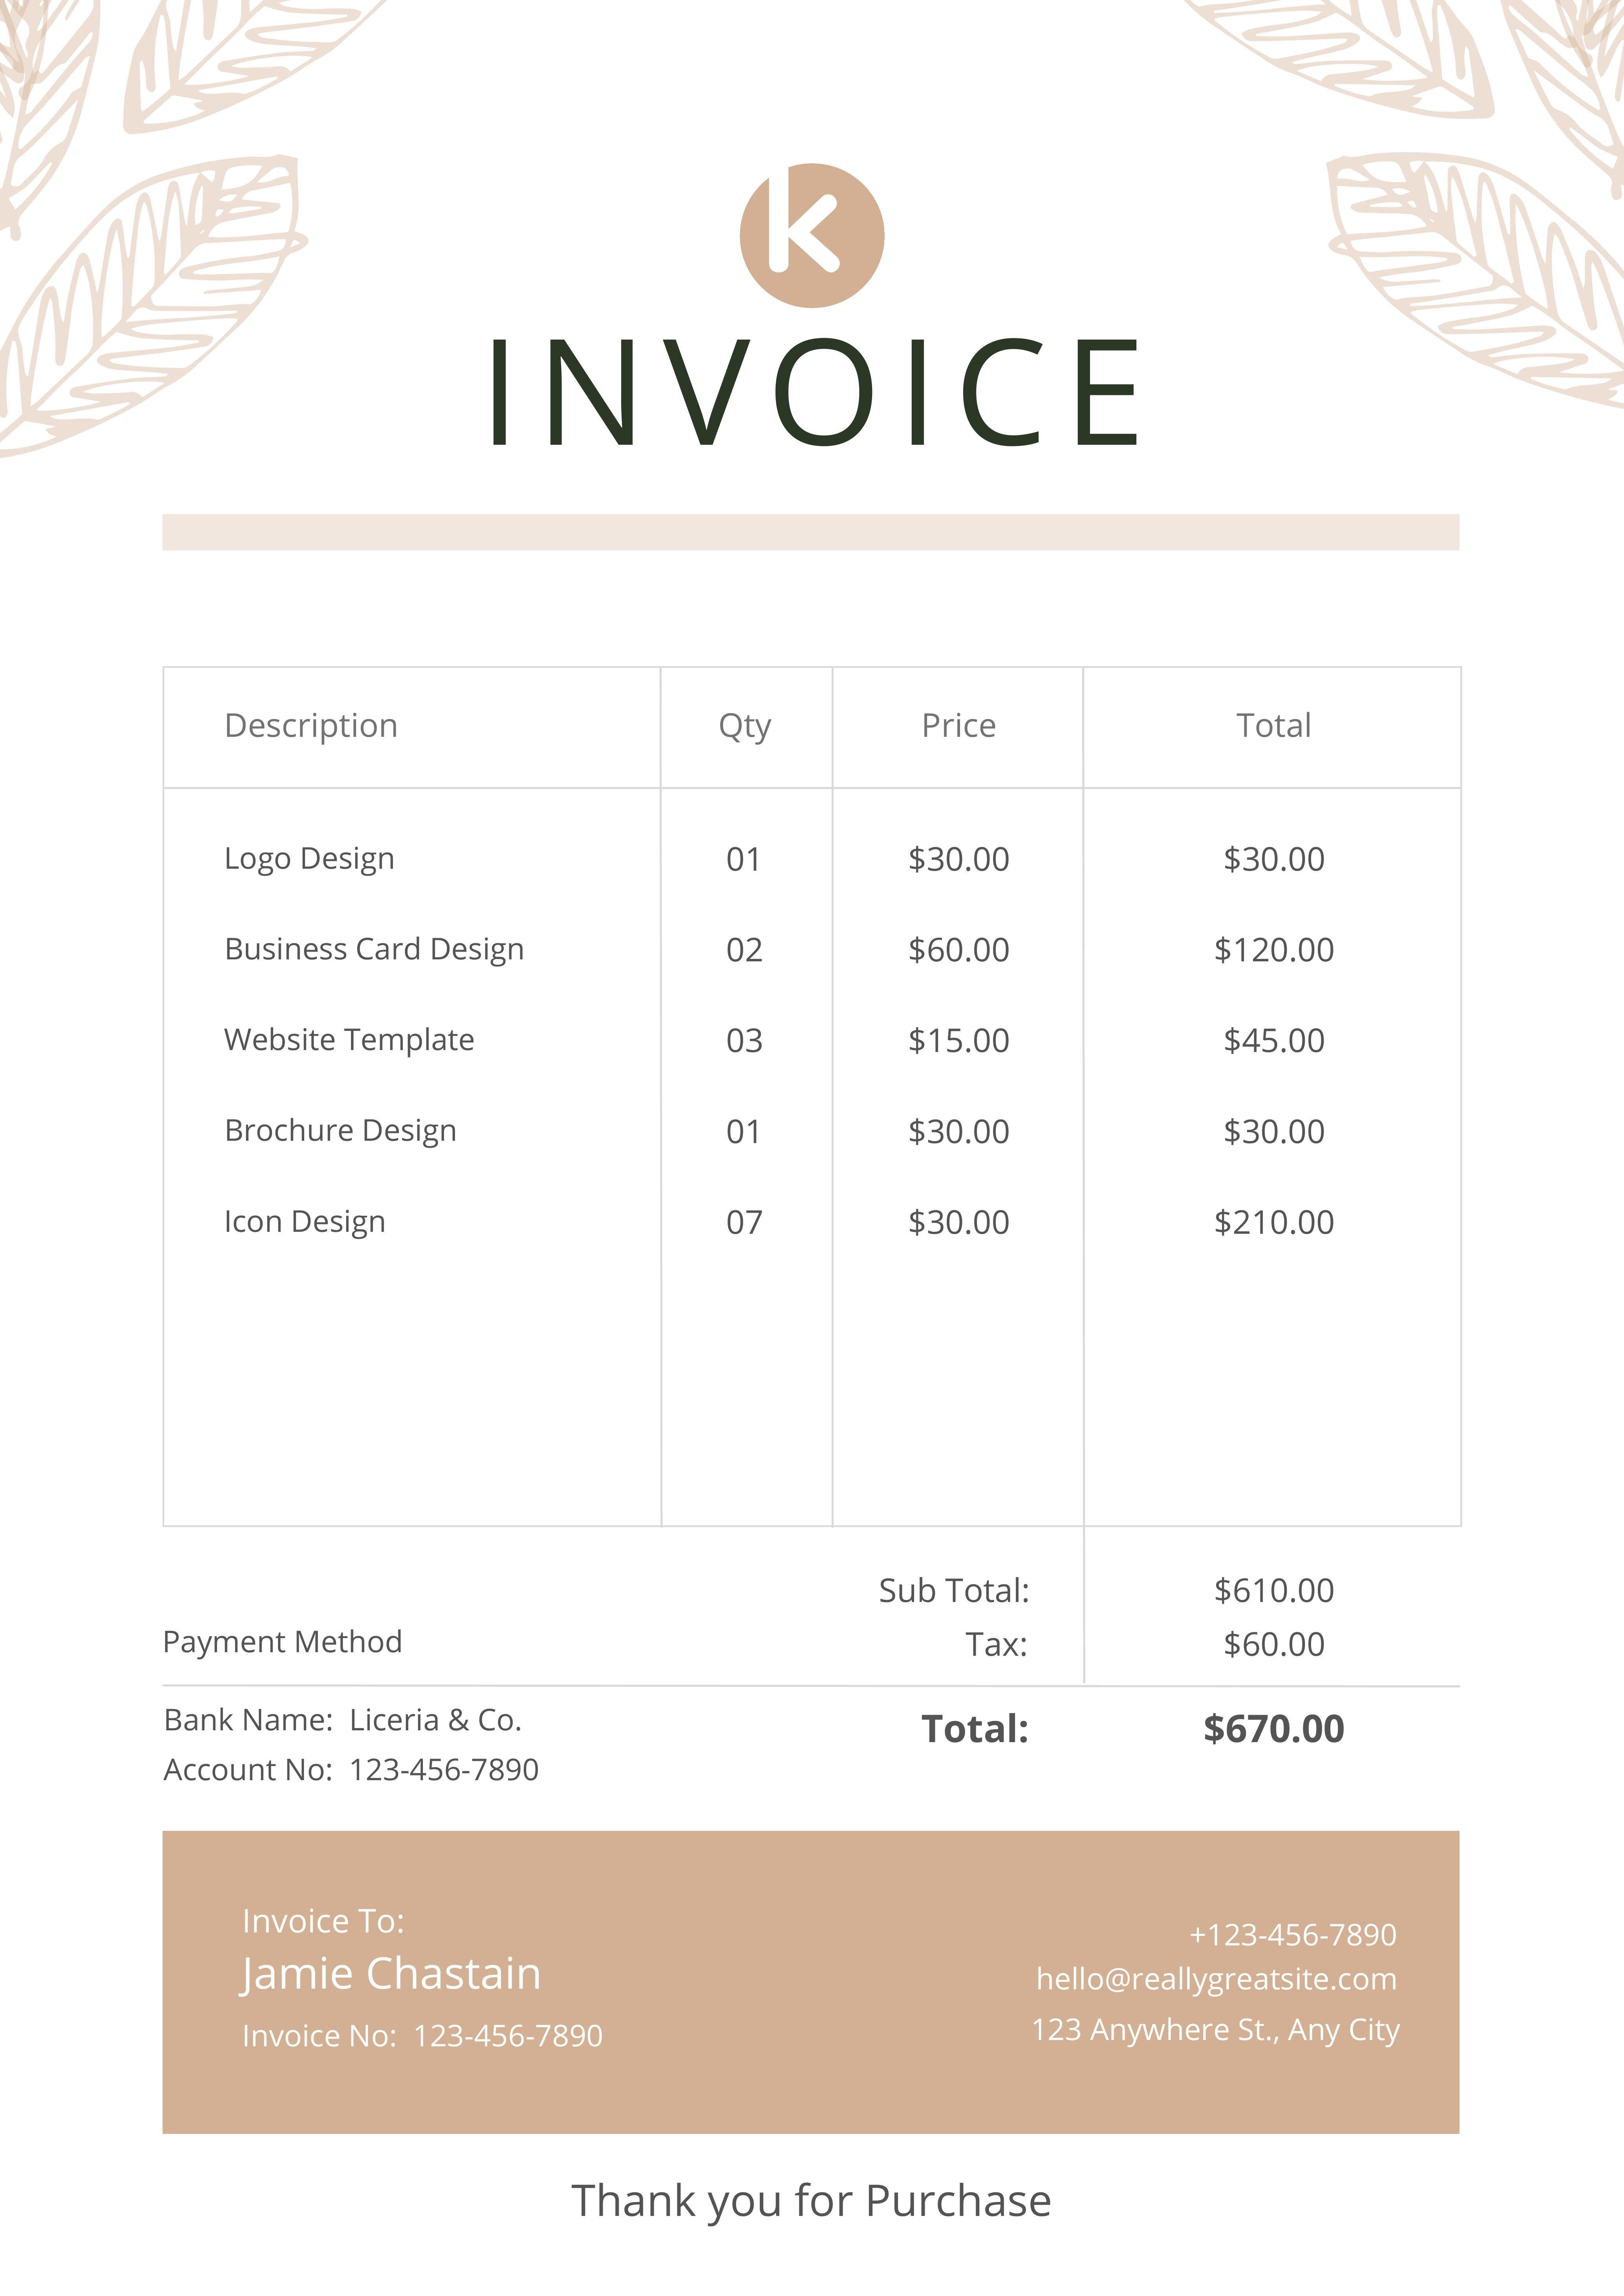 k
INVOICE
Description Qty Price Total
Logo Design 01 $30.00 $30.00
Business Card Design 02 $60.00 $120.00
Website Template 03 $15.00 $45.00
Brochure Design 01 $30.00 $30.00
Icon Design 07 $30.00 $210.00
Sub Total: $610.00
Payment Method Tax: $60.00
Bank Name: Liceria & Co. Total: $670.00
Account No: 123-456-7890
Invoice To:
Jamie Chastain
Invoice No: 123-456-7890
+123-456-7890
hello@reallygreatsite.com
123 Anywhere St., Any City
Thank you for Purchase